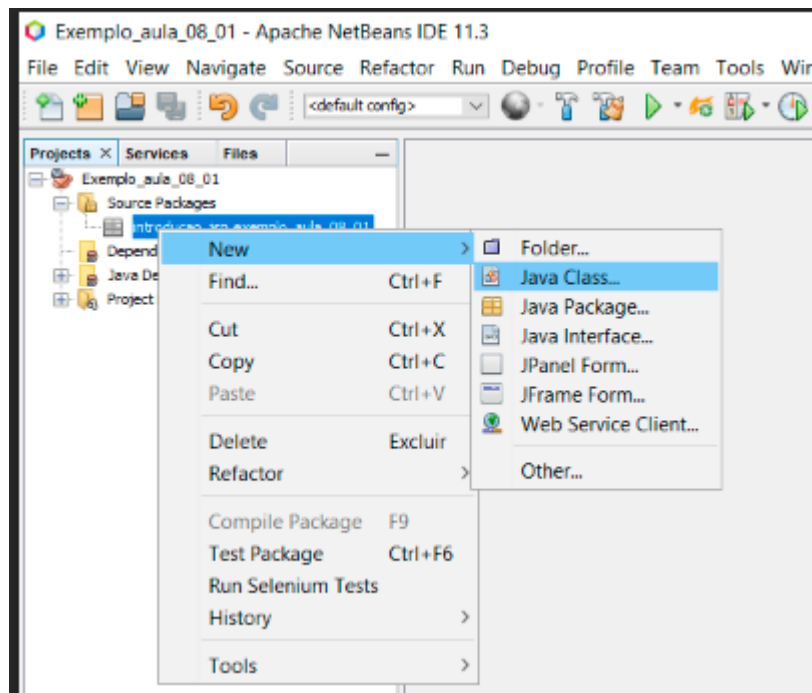 Exemplo_aula_08_01 - Apache NetBeans IDE 11.3
File Edit View Navigate Source Refactor Run Debug Profile Team Tools
<default config>
Projects Services Files
Exemplo_aula_08_01
Source Packages
exemplo_aula_08_01
Depend
Java De
Project
New
Find... Ctrl+F
Cut Ctrl+X
Copy Ctrl+C
Paste Ctrl+V
Delete Excluir
Refactor
Compile Package F9
Test Package Ctrl+F6
Run Selenium Tests
History
Tools
Folder...
Java Class...
Java Package...
Java Interface...
JPanel Form...
JFrame Form...
Web Service Client...
Other...